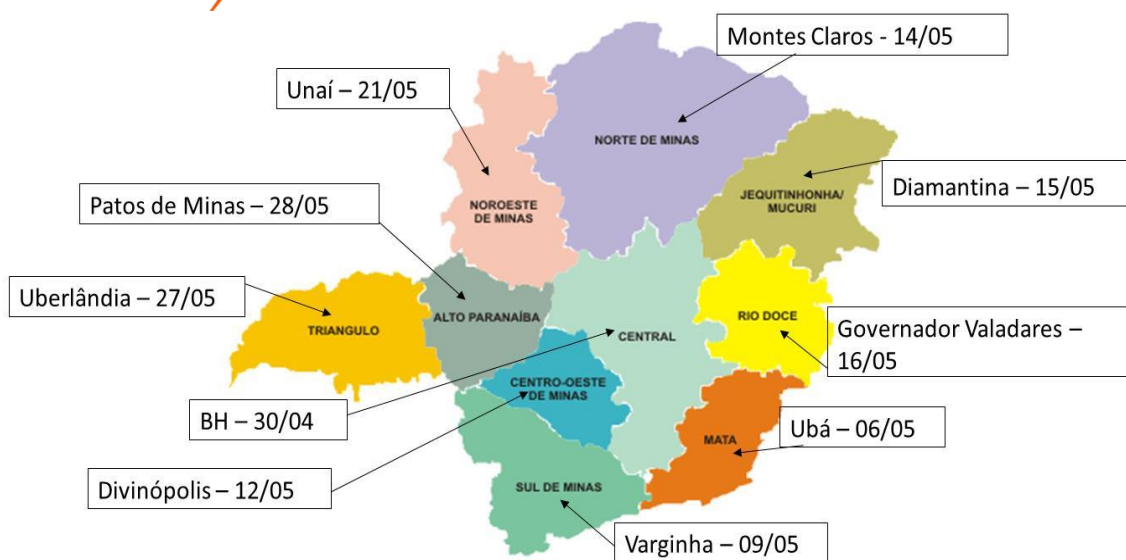 Montes Claros - 14/05
Unaí – 21/05
NORTE DE MINAS
Diamantina – 15/05
JEQUITINHONHA/
MUCURI
Patos de Minas – 28/05
NOROESTE
DE MINAS
Uberlândia – 27/05
TRIANGULO
ALTO PARANAÍBA
CENTRAL
RIO DOCE
Governador Valadares –
16/05
CENTRO-OESTE
DE MINAS
BH – 30/04
MATA
Ubá – 06/05
Divinópolis – 12/05
SUL DE MINAS
Varginha – 09/05